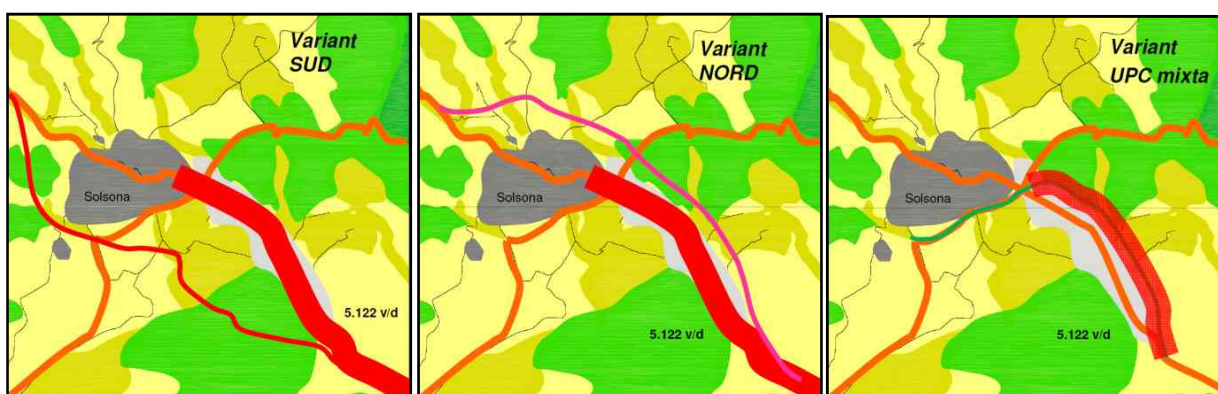 Variant
SUD
Solsona
5.122 v/d
Variant
NORD
Solsona
5.122 v/d
Variant
UPC mixta
Solsona
5.122 v/d